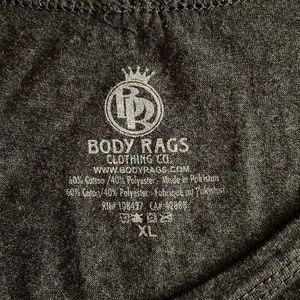 BODY RAGS
CLOTHING CO.
WWW.BODYRAGS.COM
60% Cotton /40% Polyester, Made in Pakistan
60% Coton /40% Polyester, Fabriqué au Pakistan
XL